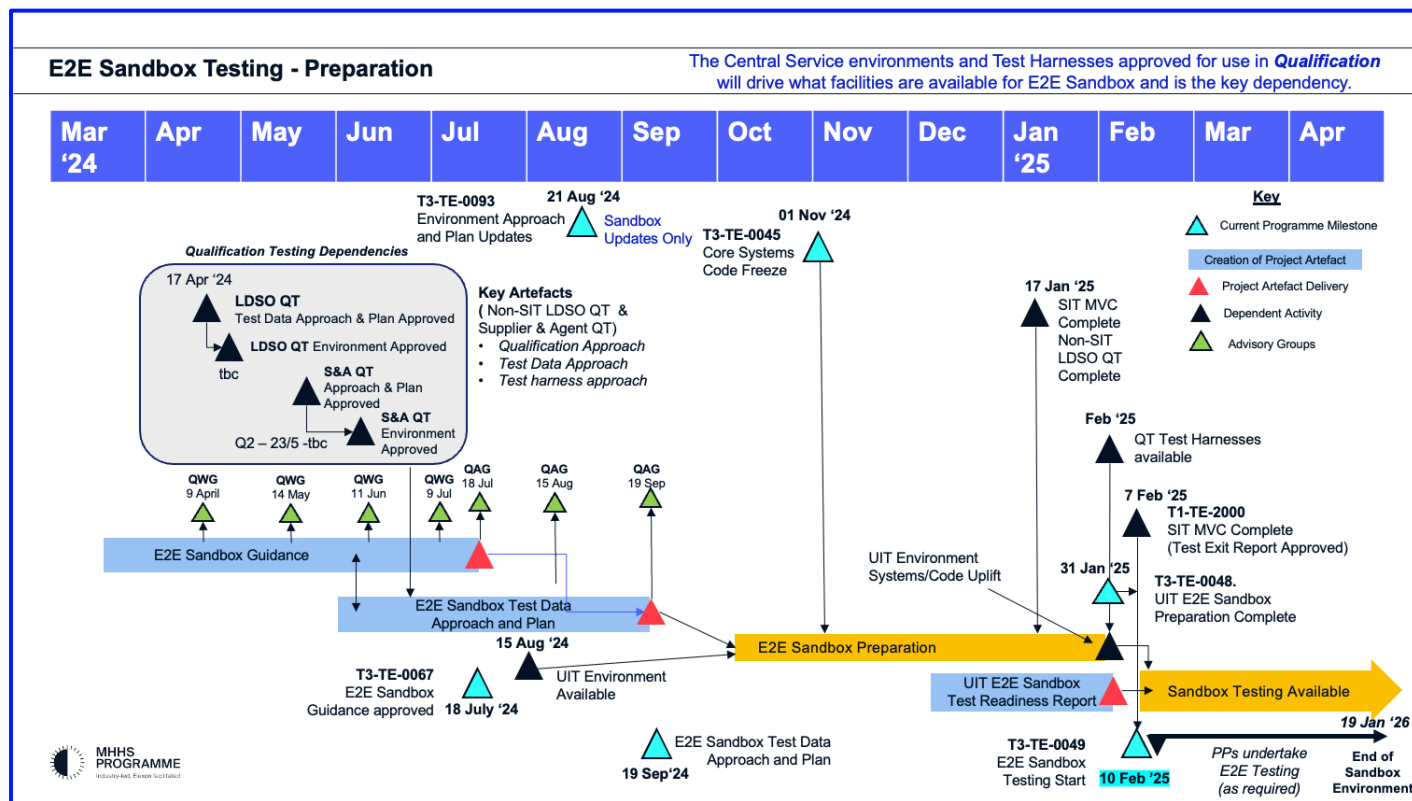 E2E Sandbox Testing - Preparation
The Central Service environments and Test Harnesses approved for use in Qualification
will drive what facilities are available for E2E Sandbox and is the key dependency.
Mar
‘24
Apr
May
Jun
Jul
Aug
Sep
Oct
Nov
Dec
Jan
‘25
Feb
Mar
Apr
T3-TE-0093
Environment Approach
and Plan Updates
21 Aug ‘24
Sandbox
Updates Only
01 Nov ‘24
T3-TE-0045
Core Systems
Code Freeze
Key
Current Programme Milestone
Creation of Project Artefact
Project Artefact Delivery
Dependent Activity
Advisory Groups
Qualification Testing Dependencies
17 Apr ‘24
LDSO QT
Test Data Approach & Plan Approved
LDSO QT Environment Approved
tbc
S&A QT
Approach & Plan
Approved
S&A QT
Environment
Approved
Q2 – 23/5 -tbc
Key Artefacts
( Non-SIT LDSO QT &
Supplier & Agent QT)
• Qualification Approach
• Test Data Approach
• Test harness approach
17 Jan ‘25
SIT MVC
Complete
Non-SIT
LDSO QT
Complete
Feb ‘25
QT Test Harnesses
available
7 Feb ‘25
T1-TE-2000
SIT MVC Complete
(Test Exit Report Approved)
QWG
9 April
QWG
14 May
QWG
11 Jun
QWG
9 Jul
QAG
18 Jul
QAG
15 Aug
QAG
19 Sep
E2E Sandbox Guidance
UIT Environment
Systems/Code Uplift
31 Jan ‘25
T3-TE-0048.
UIT E2E Sandbox
Preparation Complete
E2E Sandbox Test Data
Approach and Plan
15 Aug ‘24
UIT Environment
Available
E2E Sandbox Preparation
T3-TE-0067
E2E Sandbox
Guidance approved
18 July ‘24
UIT E2E Sandbox
Test Readiness Report
Sandbox Testing Available
19 Jan ‘26
E2E Sandbox Test Data
Approach and Plan
19 Sep‘24
T3-TE-0049
E2E Sandbox
Testing Start
10 Feb ‘25
PPs undertake
E2E Testing
(as required)
End of
Sandbox
Environment
MHHS
PROGRAMME
Industry-led, Elexon facilitated